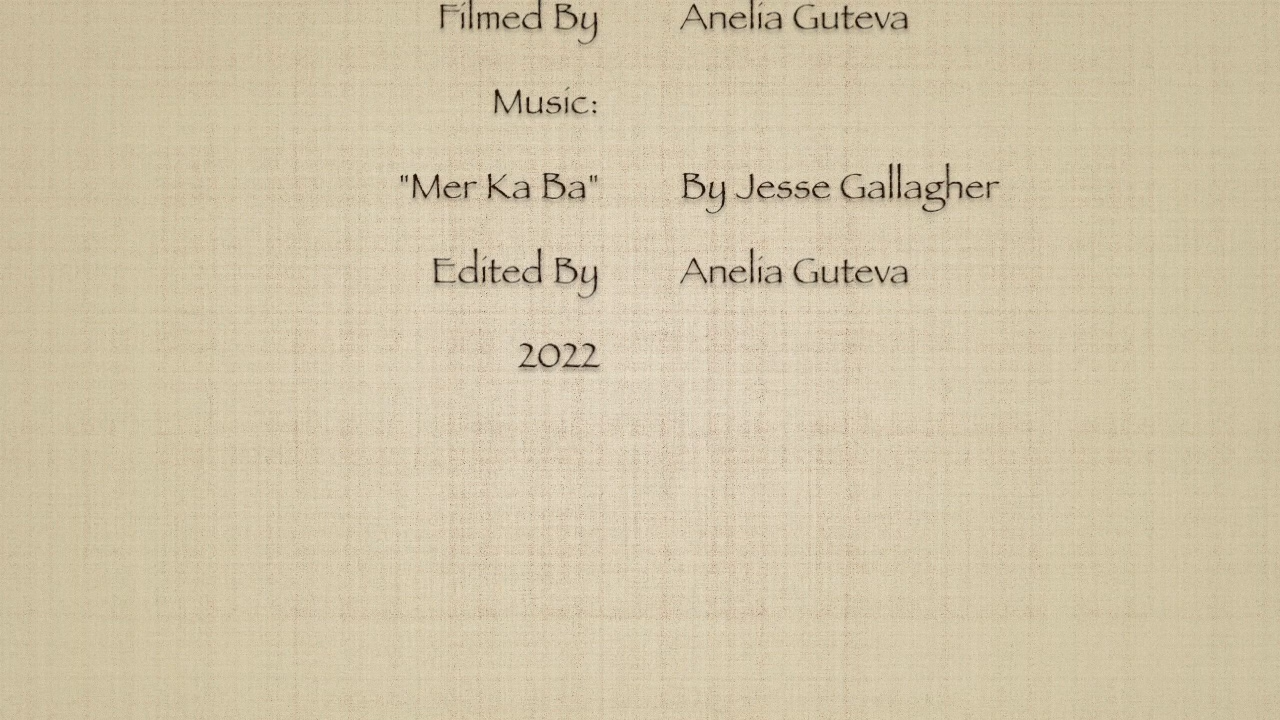 Filmed By Anelia Guteva
Music:
"Mer Ka Ba" By Jesse Gallagher
Edited By Anelia Guteva
2022